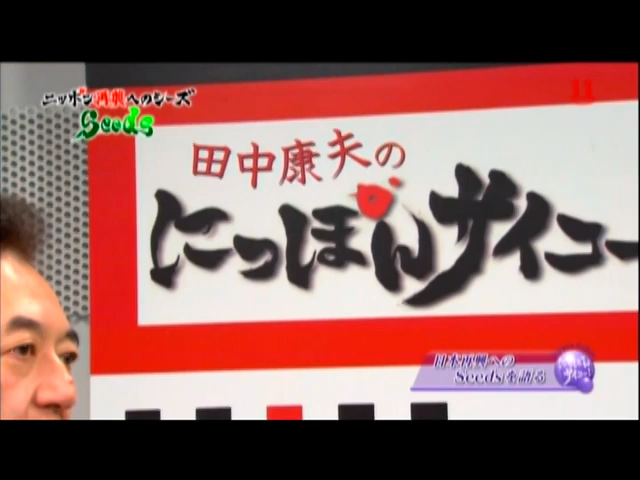 ニッポン再興へのシーズ
Seeds
11
田中康夫の
にっぽんサイコー
日本再興への
Seedsを語る